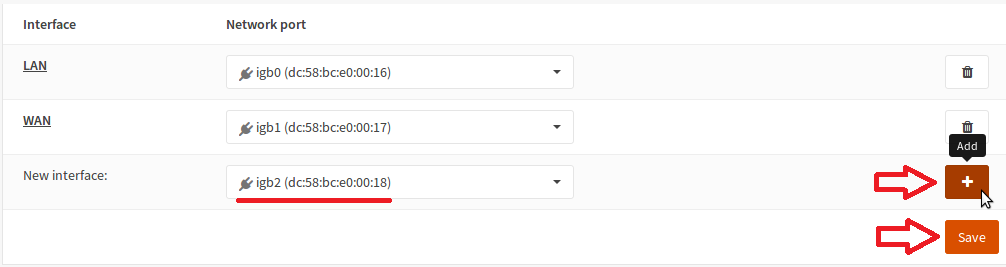 Interface Network port
LAN igb0 (dc:58:bc:e0:00:16)
WAN igb1 (dc:58:bc:e0:00:17)
Add
New interface: igb2 (dc:58:bc:e0:00:18)
Save